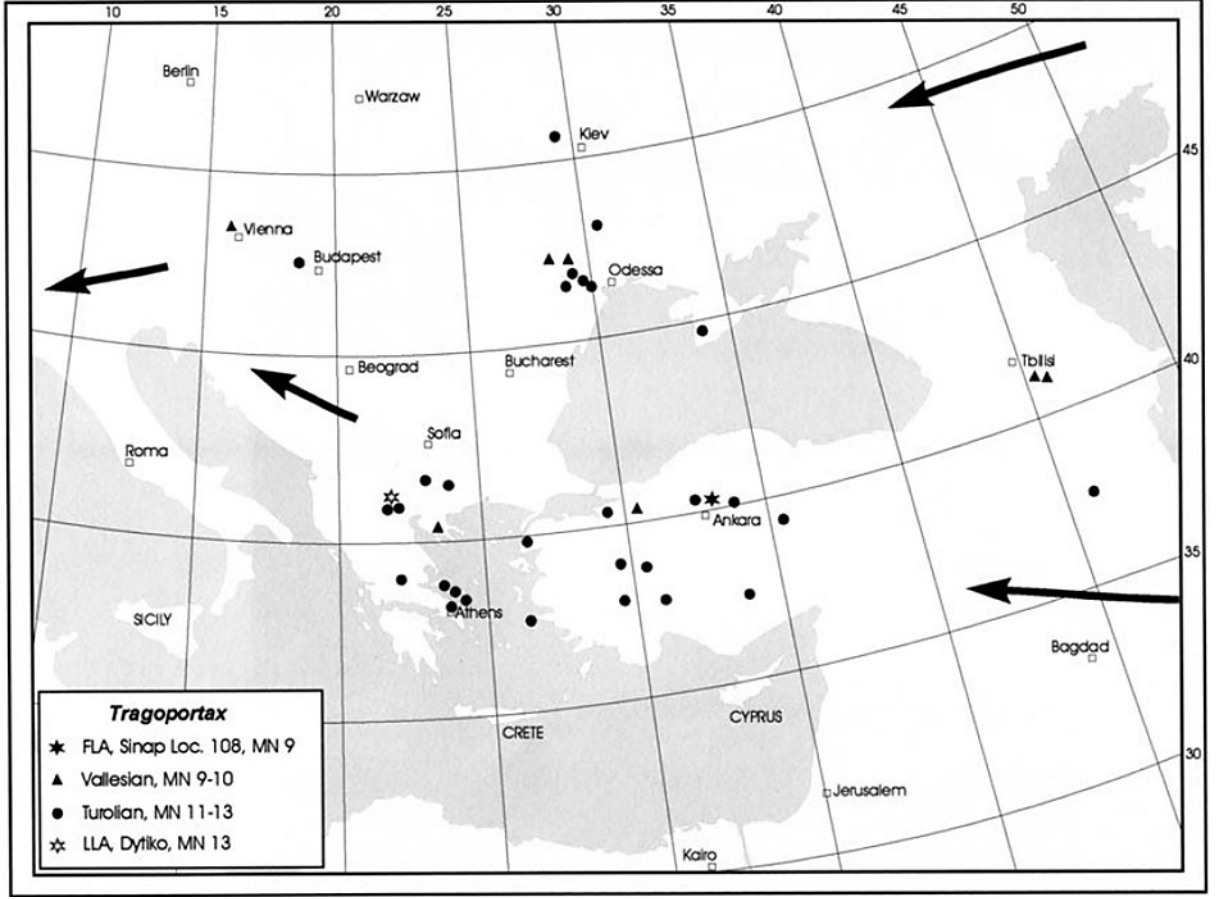 10 15 20 25 30 35 40 45 50
Berlin
Warzaw
Kiev
45
Vienna
Budapest
Odessa
Beograd
Bucharest
Tbilisi
40
Sofia
Roma
Ankara
35
Athens
SICILY
Bagdad
Tragoportax
FLA, Sinap Loc. 108, MN 9
Vallesian, MN 9-10
Turolian, MN 11-13
LLA, Dytiko, MN 13
CYPRUS
CRETE
30
Jerusalem
Kairo